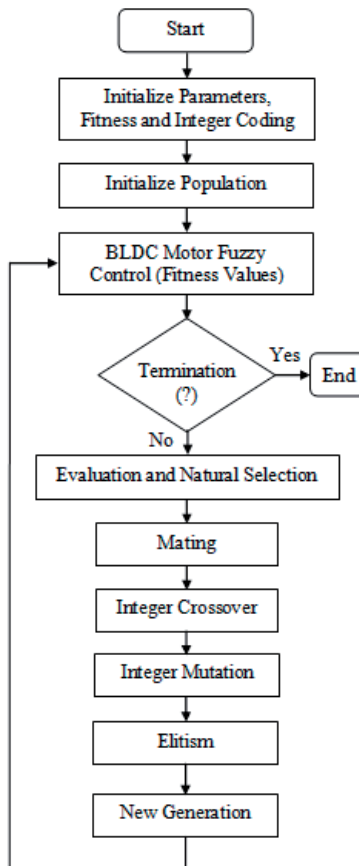 Start
Initialize Parameters,
Fitness and Integer Coding
Initialize Population
BLDC Motor Fuzzy
Control (Fitness Values)
Termination
(?)
Yes
End
No
Evaluation and Natural Selection
Mating
Integer Crossover
Integer Mutation
Elitism
New Generation